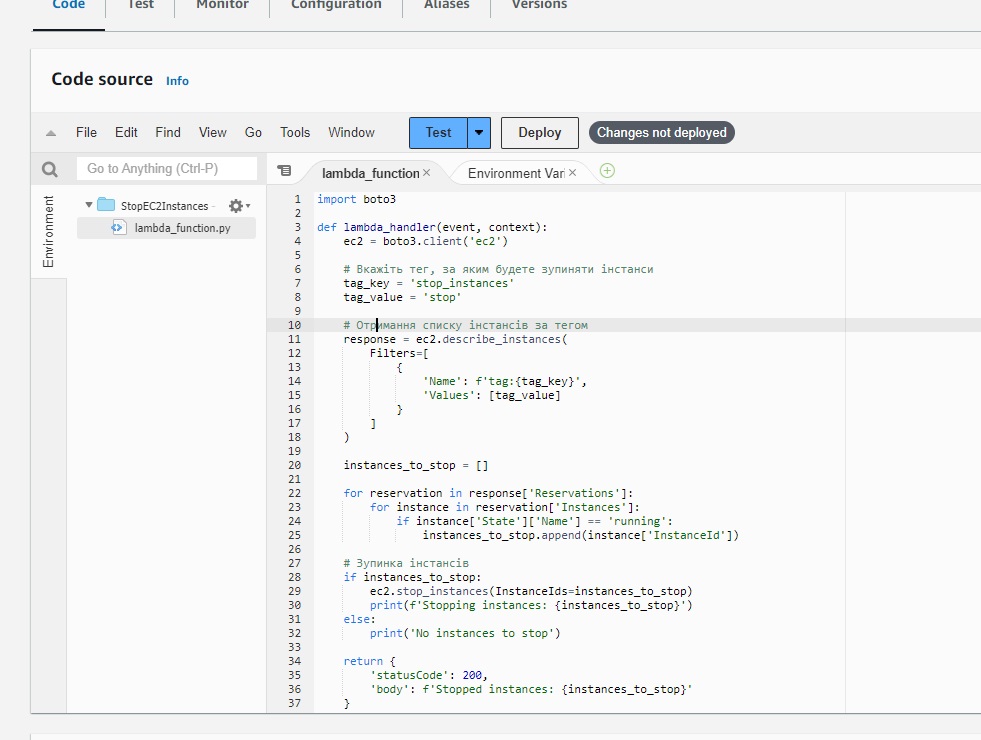 Code Test Monitor Configuration Aliases Versions
Code source Info
File Edit Find View Go Tools Window Test Deploy Changes not deployed
Go to Anything (Ctrl-P) lambda_function × Environment Vari ×
Environment
StopEC2Instances -
lambda_function.py
1 import boto3
2
3 def lambda_handler(event, context):
4     ec2 = boto3.client('ec2')
5
6     # Вкажіть тег, за яким будете зупиняти інстанси
7     tag_key = 'stop_instances'
8     tag_value = 'stop'
9
10     # Отримання списку інстансів за тегом
11     response = ec2.describe_instances(
12         Filters=[
13             {
14                 'Name': f'tag:{tag_key}',
15                 'Values': [tag_value]
16             }
17         ]
18     )
19
20     instances_to_stop = []
21
22     for reservation in response['Reservations']:
23         for instance in reservation['Instances']:
24             if instance['State']['Name'] == 'running':
25                 instances_to_stop.append(instance['InstanceId'])
26
27     # Зупинка інстансів
28     if instances_to_stop:
29         ec2.stop_instances(InstanceIds=instances_to_stop)
30         print(f'Stopping instances: {instances_to_stop}')
31     else:
32         print('No instances to stop')
33
34     return {
35         'statusCode': 200,
36         'body': f'Stopped instances: {instances_to_stop}'
37     }